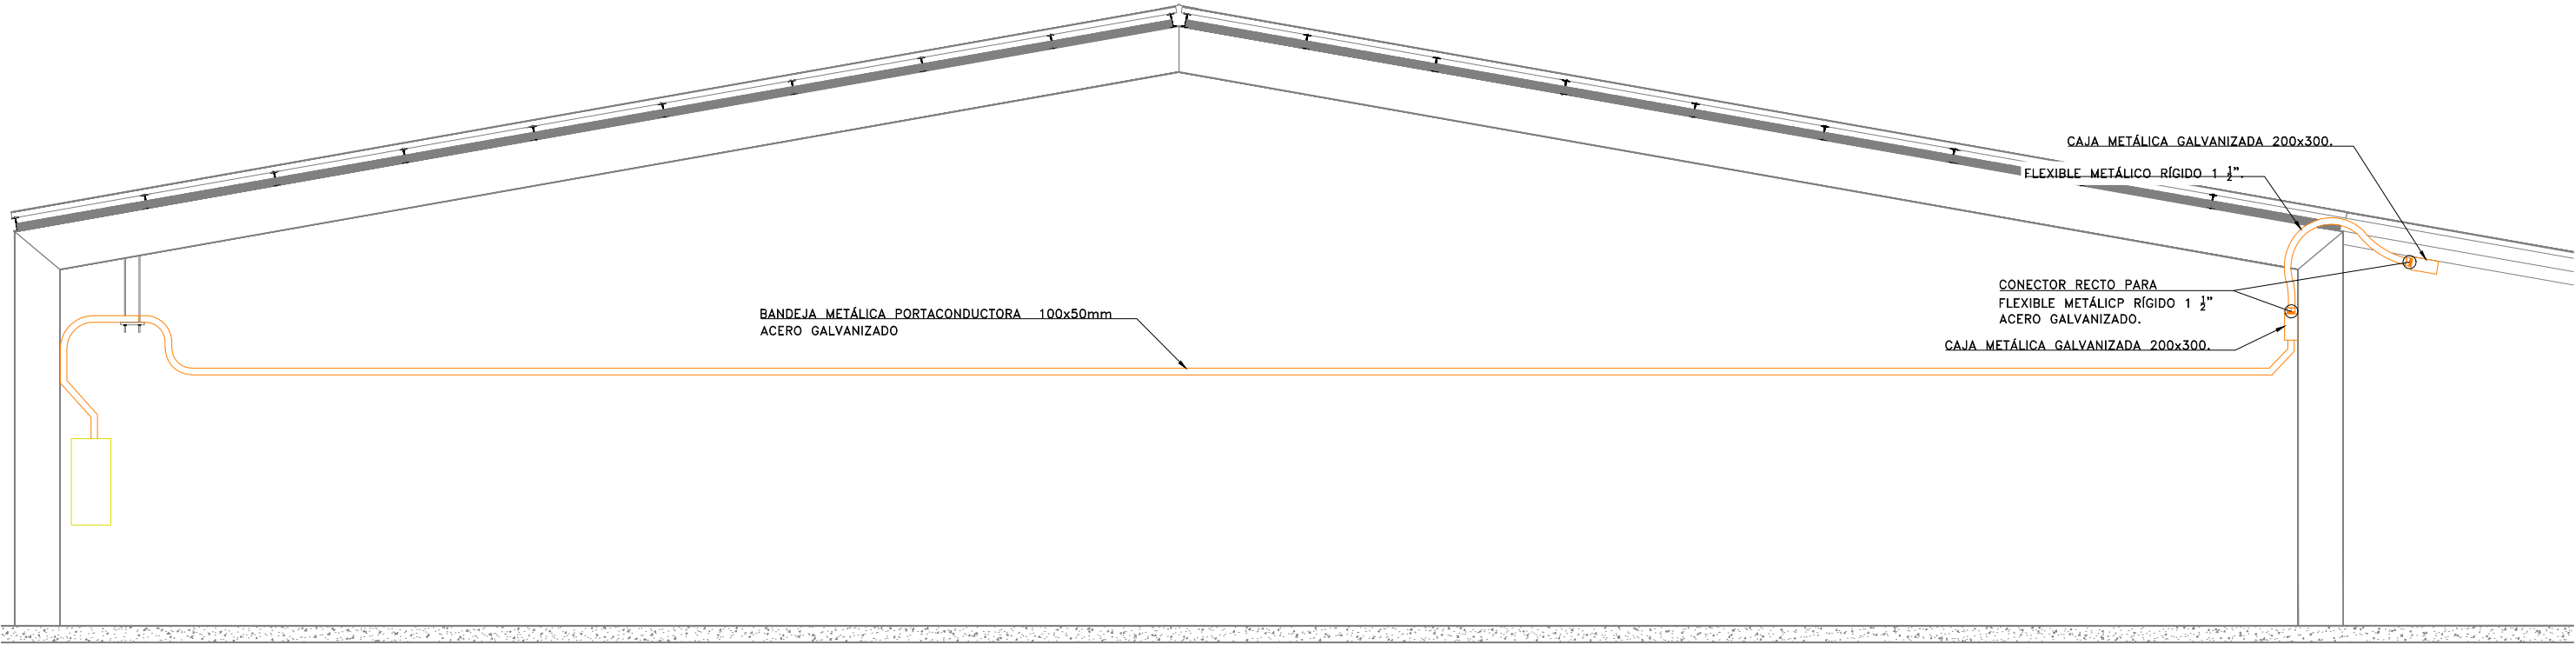 CAJA METÁLICA GALVANIZADA 200x300.
FLEXIBLE METÁLICO RÍGIDO 1 ½".
CONECTOR RECTO PARA
FLEXIBLE METÁLICP RÍGIDO 1 ½"
ACERO GALVANIZADO.
CAJA METÁLICA GALVANIZADA 200x300.
BANDEJA METÁLICA PORTACONDUCTORA 100x50mm
ACERO GALVANIZADO